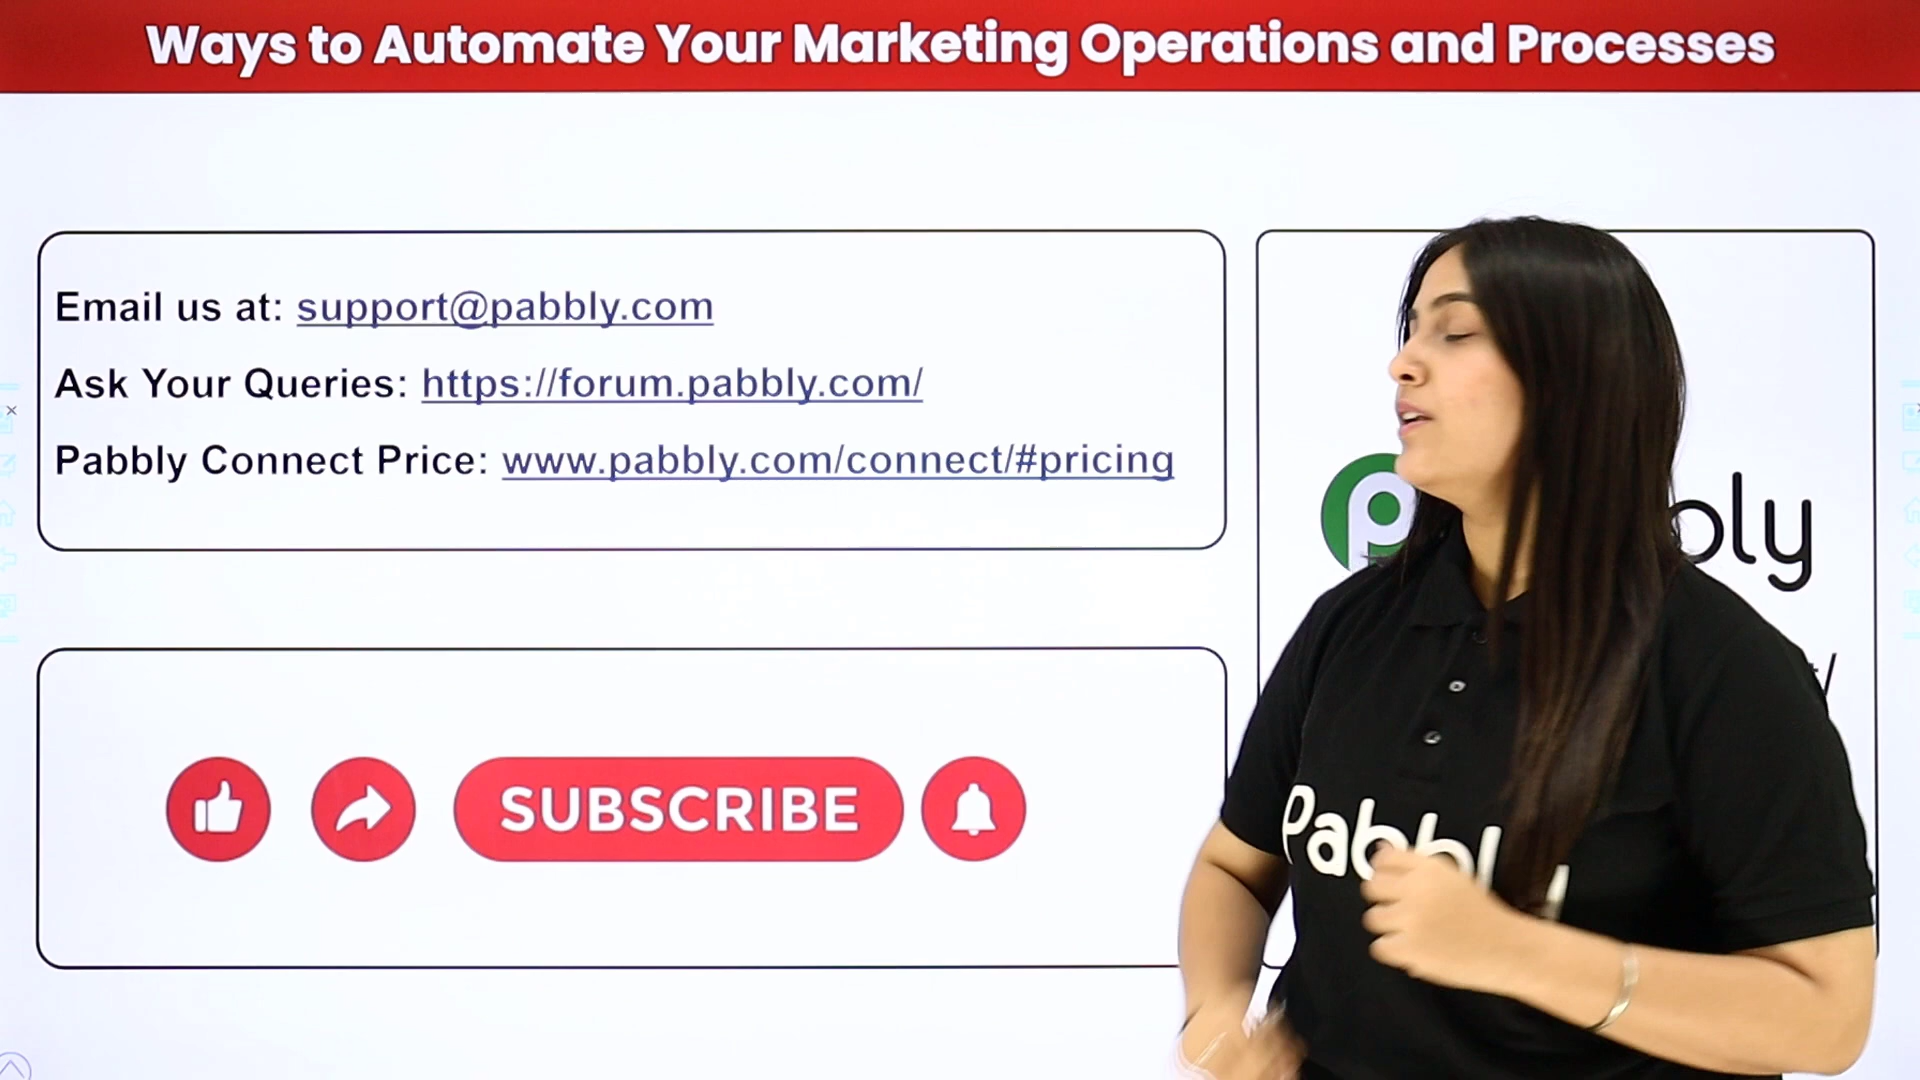 Ways to Automate Your Marketing Operations and Processes
Email us at: support@pabbly.com
Ask Your Queries: https://forum.pabbly.com/
Pabbly Connect Price: www.pabbly.com/connect/#pricing
SUBSCRIBE
Pabbly